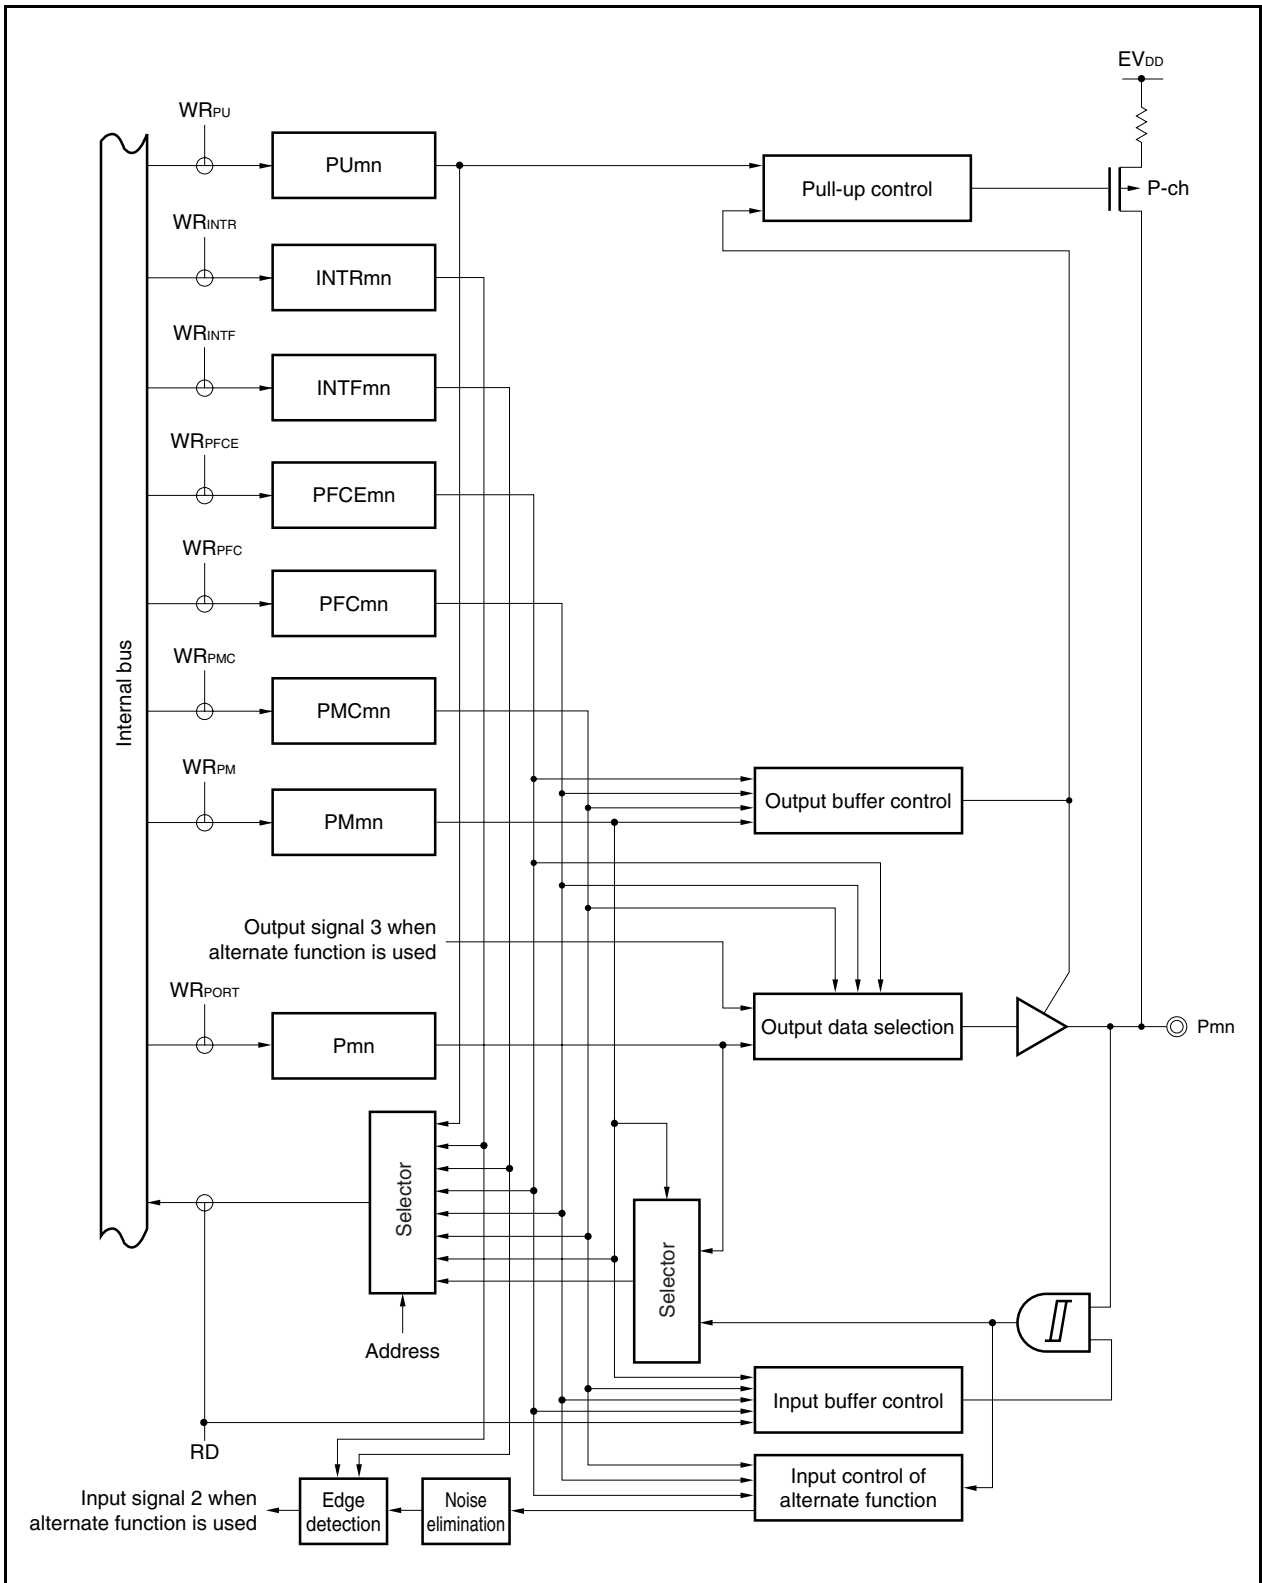 EVDD
WRPU
PUmn
Pull-up control
P-ch
WRINTR
INTRmn
WRINTF
INTFmn
WRPFCE
PFCEmn
WRPFC
PFCmn
Internal bus
WRPMC
PMCmn
WRPM
PMmn
Output buffer control
Output signal 3 when
alternate function is used
WRPORT
Pmn
Output data selection
Pmn
Selector
Selector
Address
Input buffer control
RD
Input signal 2 when
alternate function is used
Edge
detection
Noise
elimination
Input control of
alternate function